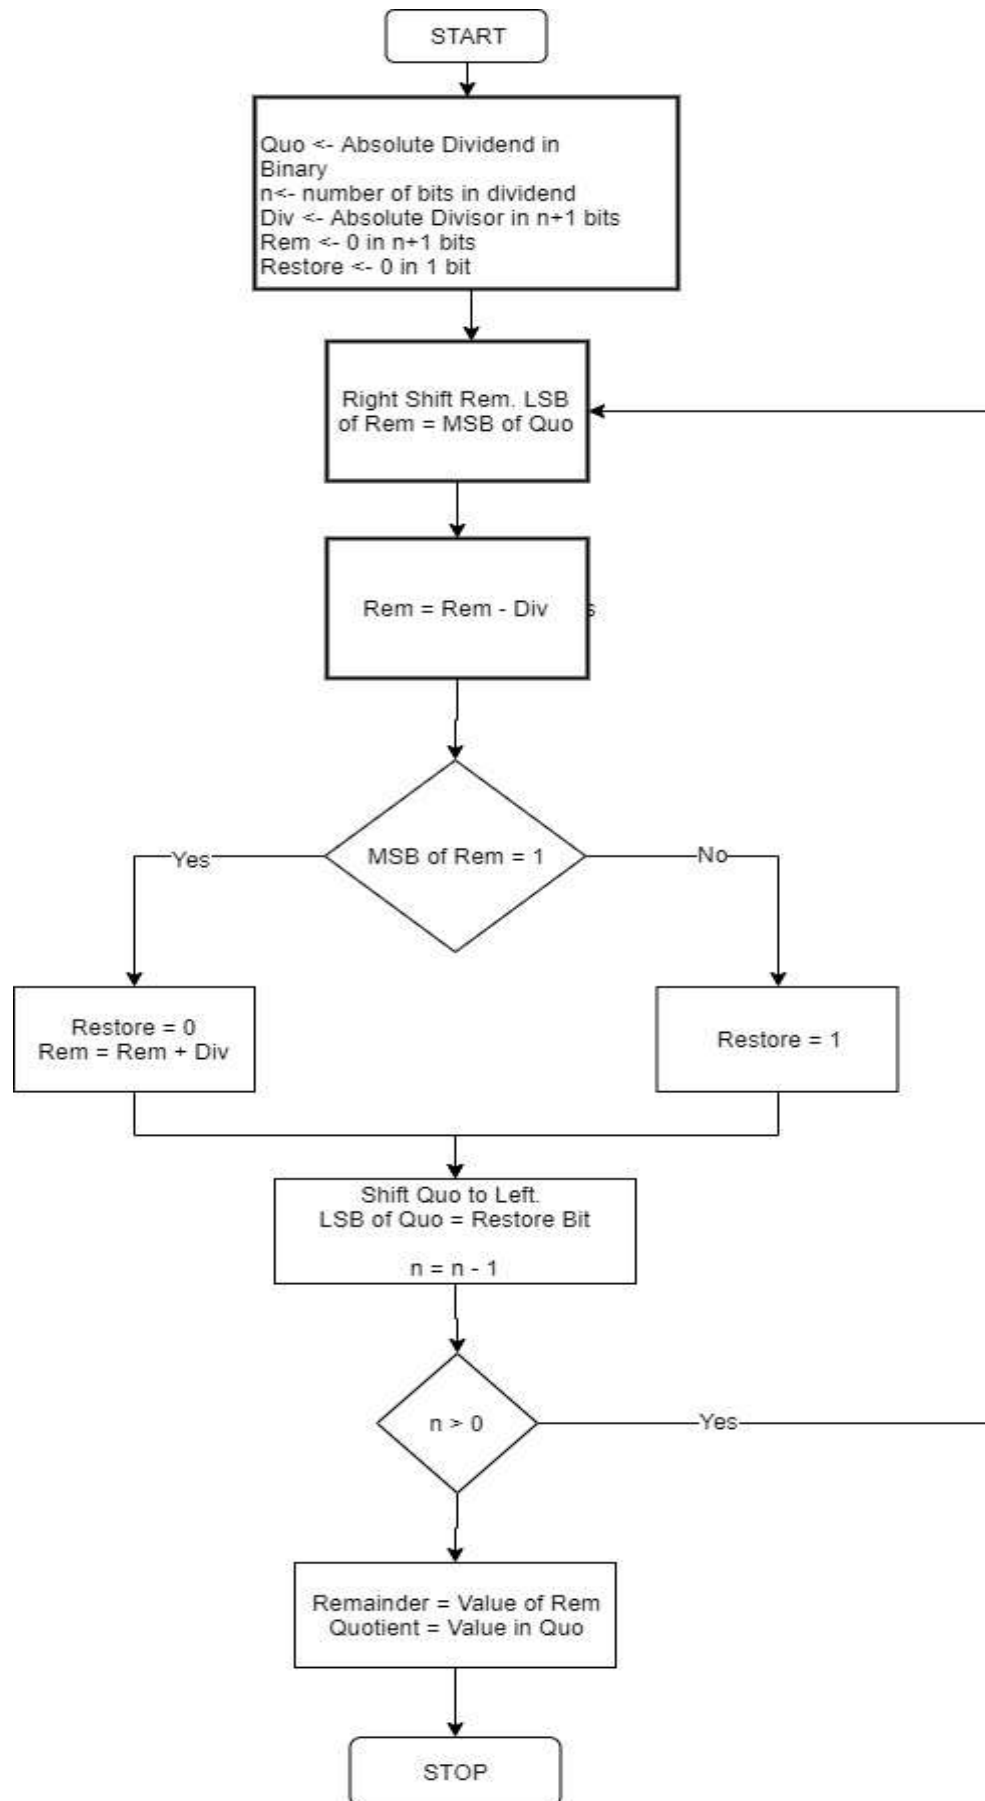 START
Quo <- Absolute Dividend in
Binary
n<- number of bits in dividend
Div <- Absolute Divisor in n+1 bits
Rem <- 0 in n+1 bits
Restore <- 0 in 1 bit
Right Shift Rem. LSB
of Rem = MSB of Quo
Rem = Rem - Div
s
MSB of Rem = 1
Yes
No
Restore = 0
Rem = Rem + Div
Restore = 1
Shift Quo to Left.
LSB of Quo = Restore Bit
n = n - 1
n > 0
Yes
Remainder = Value of Rem
Quotient = Value in Quo
STOP